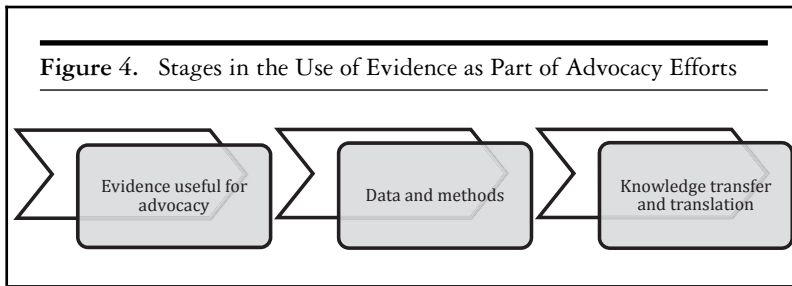 Figure 4. Stages in the Use of Evidence as Part of Advocacy Efforts
Evidence useful for
advocacy
Data and methods
Knowledge transfer
and translation